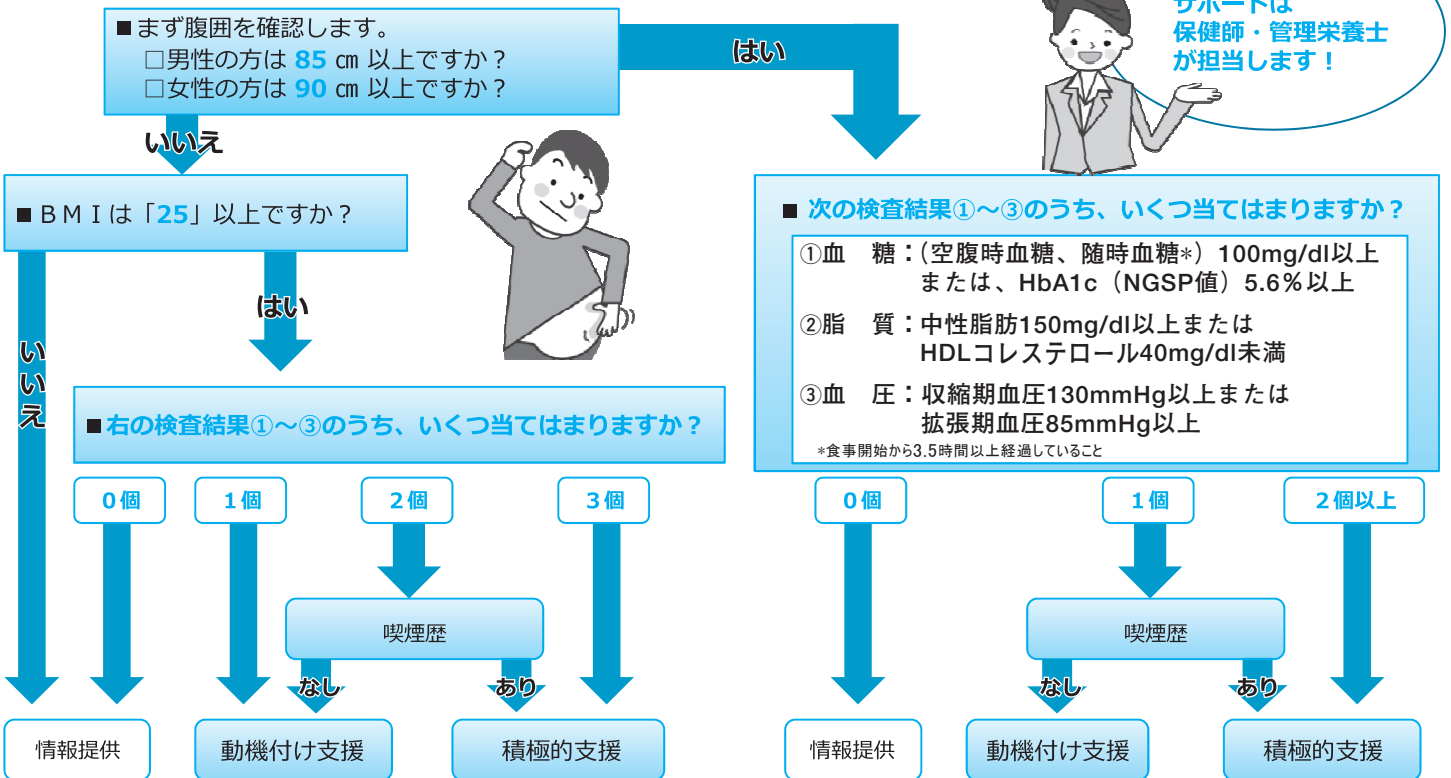 ■まず腹囲を確認します。
□男性の方は 85 ㎝ 以上ですか？
□女性の方は 90 ㎝ 以上ですか？
はい
サポートは
保健師・管理栄養士
が担当します！
いいえ
■ＢＭＩは「25」以上ですか？
はい
いいえ
■右の検査結果①～③のうち、いくつ当てはまりますか？
０個
１個
２個
３個
喫煙歴
なし
あり
情報提供
動機付け支援
積極的支援
■ 次の検査結果①～③のうち、いくつ当てはまりますか？
①血　糖：（空腹時血糖、随時血糖*）100mg/dl以上
または、HbA1c（NGSP値）5.6％以上
②脂　質：中性脂肪150mg/dl以上または
HDLコレステロール40mg/dl未満
③血　圧：収縮期血圧130mmHg以上または
拡張期血圧85mmHg以上
*食事開始から3.5時間以上経過していること
０個
１個
２個以上
喫煙歴
なし
あり
情報提供
動機付け支援
積極的支援